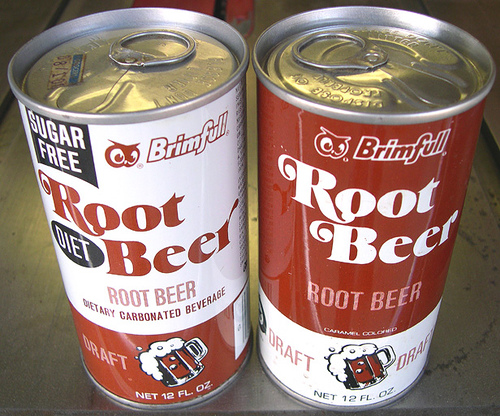 SUGAR
FREE
Brimfull
Root
DIET Beer
ROOT BEER
DIETARY CARBONATED BEVERAGE
DRAFT
NET 12 FL. OZ.
Brimfull
Root
Beer
ROOT BEER
CARAMEL COLORED
DRAFT DRAF
NET 12 FL. OZ.